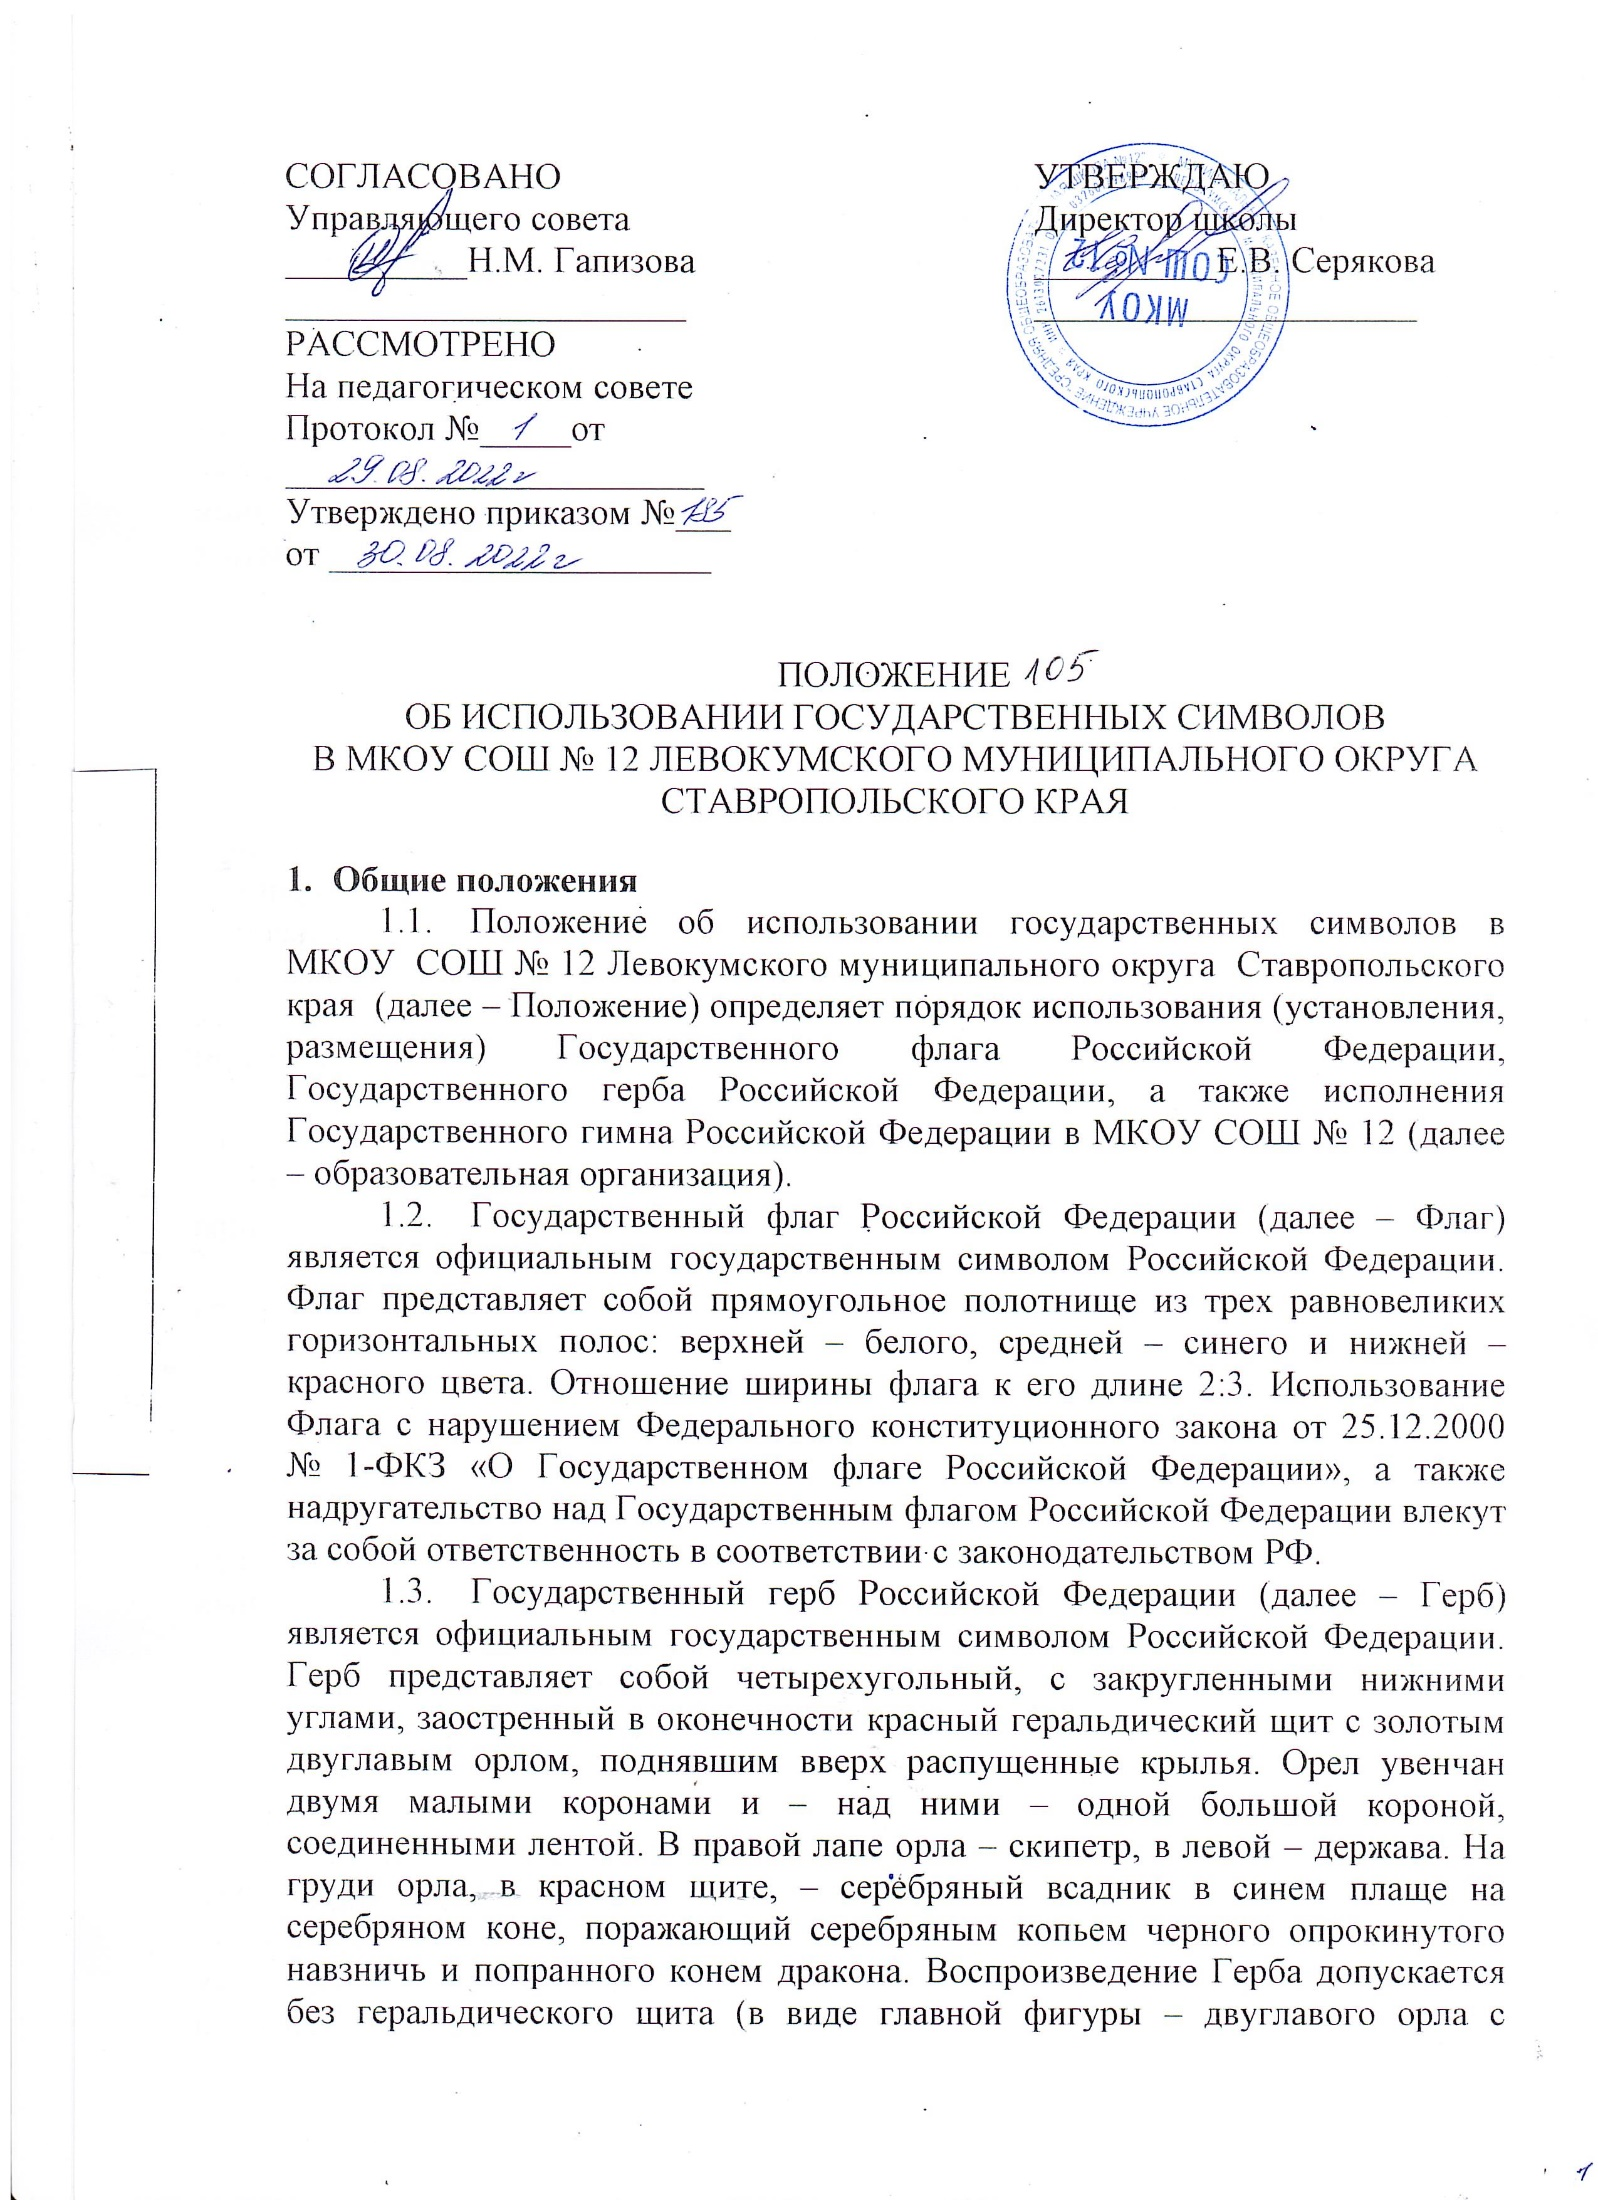 СОГЛАСОВАНО
Управляющего совета
__________Н.М. Гапизова
______________________
РАССМОТРЕНО
На педагогическом совете
Протокол № 1 от
29.08.2022г
Утверждено приказом № 185
от 30.08.2022г
УТВЕРЖДАЮ
Директор школы
__________Е.В. Серякова
_____________________
МКОУ
СОШ №12
ПОЛОЖЕНИЕ 105
ОБ ИСПОЛЬЗОВАНИИ ГОСУДАРСТВЕННЫХ СИМВОЛОВ
В МКОУ СОШ № 12 ЛЕВОКУМСКОГО МУНИЦИПАЛЬНОГО ОКРУГА
СТАВРОПОЛЬСКОГО КРАЯ
1. Общие положения
1.1. Положение об использовании государственных символов в
МКОУ СОШ № 12 Левокумского муниципального округа Ставропольского
края (далее – Положение) определяет порядок использования (установления,
размещения) Государственного флага Российской Федерации,
Государственного герба Российской Федерации, а также исполнения
Государственного гимна Российской Федерации в МКОУ СОШ № 12 (далее
– образовательная организация).
1.2. Государственный флаг Российской Федерации (далее – Флаг)
является официальным государственным символом Российской Федерации.
Флаг представляет собой прямоугольное полотнище из трех равновеликих
горизонтальных полос: верхней – белого, средней – синего и нижней –
красного цвета. Отношение ширины флага к его длине 2:3. Использование
Флага с нарушением Федерального конституционного закона от 25.12.2000
№ 1-ФКЗ «О Государственном флаге Российской Федерации», а также
надругательство над Государственным флагом Российской Федерации влекут
за собой ответственность в соответствии с законодательством РФ.
1.3. Государственный герб Российской Федерации (далее – Герб)
является официальным государственным символом Российской Федерации.
Герб представляет собой четырехугольный, с закругленными нижними
углами, заостренный в оконечности красный геральдический щит с золотым
двуглавым орлом, поднявшим вверх распущенные крылья. Орел увенчан
двумя малыми коронами и – над ними – одной большой короной,
соединенными лентой. В правой лапе орла – скипетр, в левой – держава. На
груди орла, в красном щите, – серебряный всадник в синем плаще на
серебряном коне, поражающий серебряным копьем черного опрокинутого
навзничь и попранного конем дракона. Воспроизведение Герба допускается
без геральдического щита (в виде главной фигуры – двуглавого орла с
1